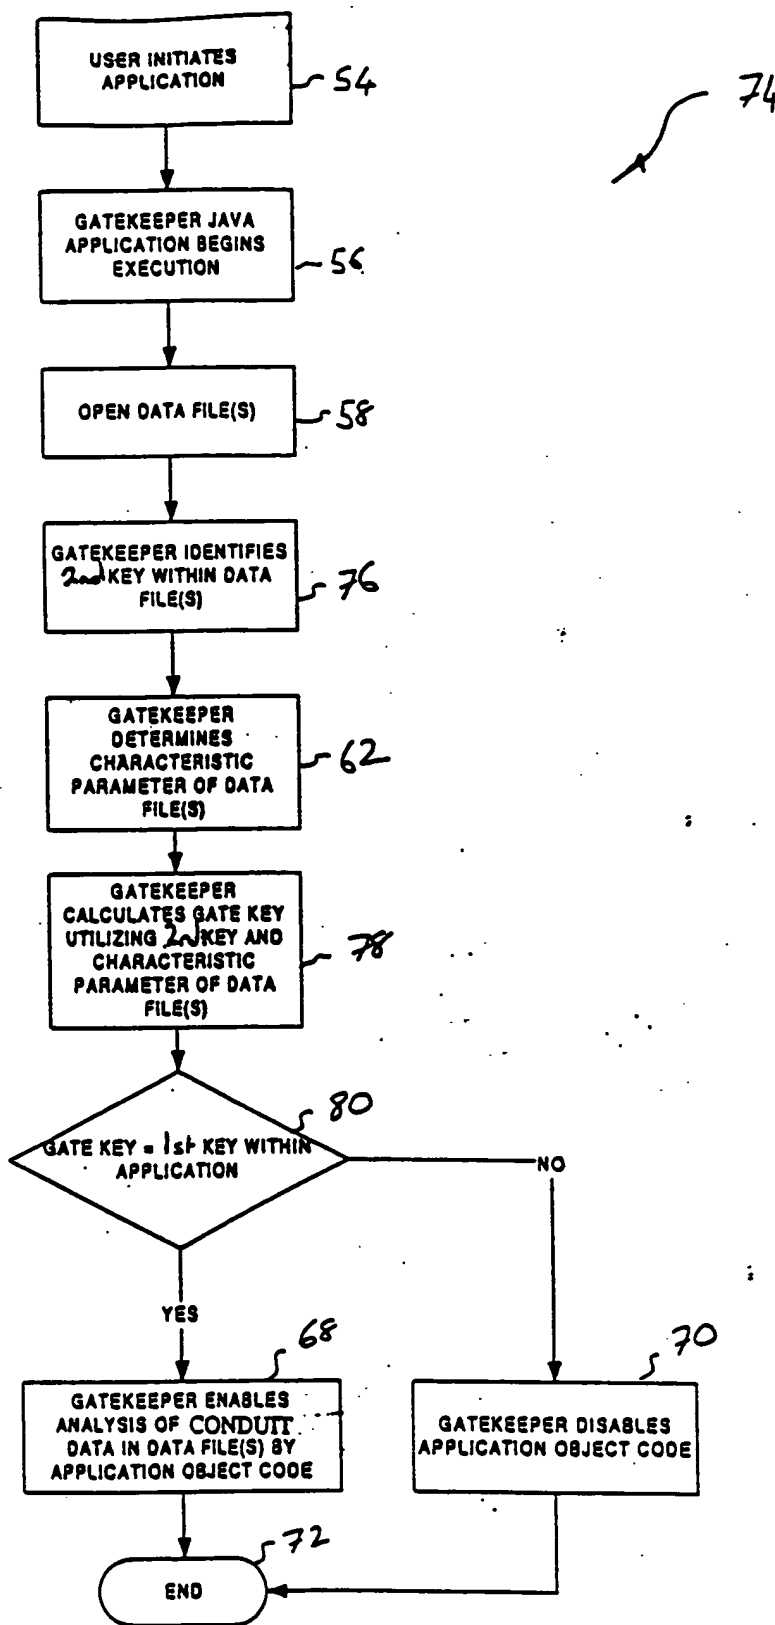 USER INITIATES
APPLICATION
54
74
GATEKEEPER JAVA
APPLICATION BEGINS
EXECUTION
56
OPEN DATA FILE(S)
58
GATEKEEPER IDENTIFIES
2nd KEY WITHIN DATA
FILE(S)
76
GATEKEEPER
DETERMINES
CHARACTERISTIC
PARAMETER OF DATA
FILE(S)
62
GATEKEEPER
CALCULATES GATE KEY
UTILIZING 2nd KEY AND
CHARACTERISTIC
PARAMETER OF DATA
FILE(S)
78
80
GATE KEY = 1st KEY WITHIN
APPLICATION
NO
YES
68
GATEKEEPER ENABLES
ANALYSIS OF CONDUIT
DATA IN DATA FILE(S) BY
APPLICATION OBJECT CODE
70
GATEKEEPER DISABLES
APPLICATION OBJECT CODE
72
END